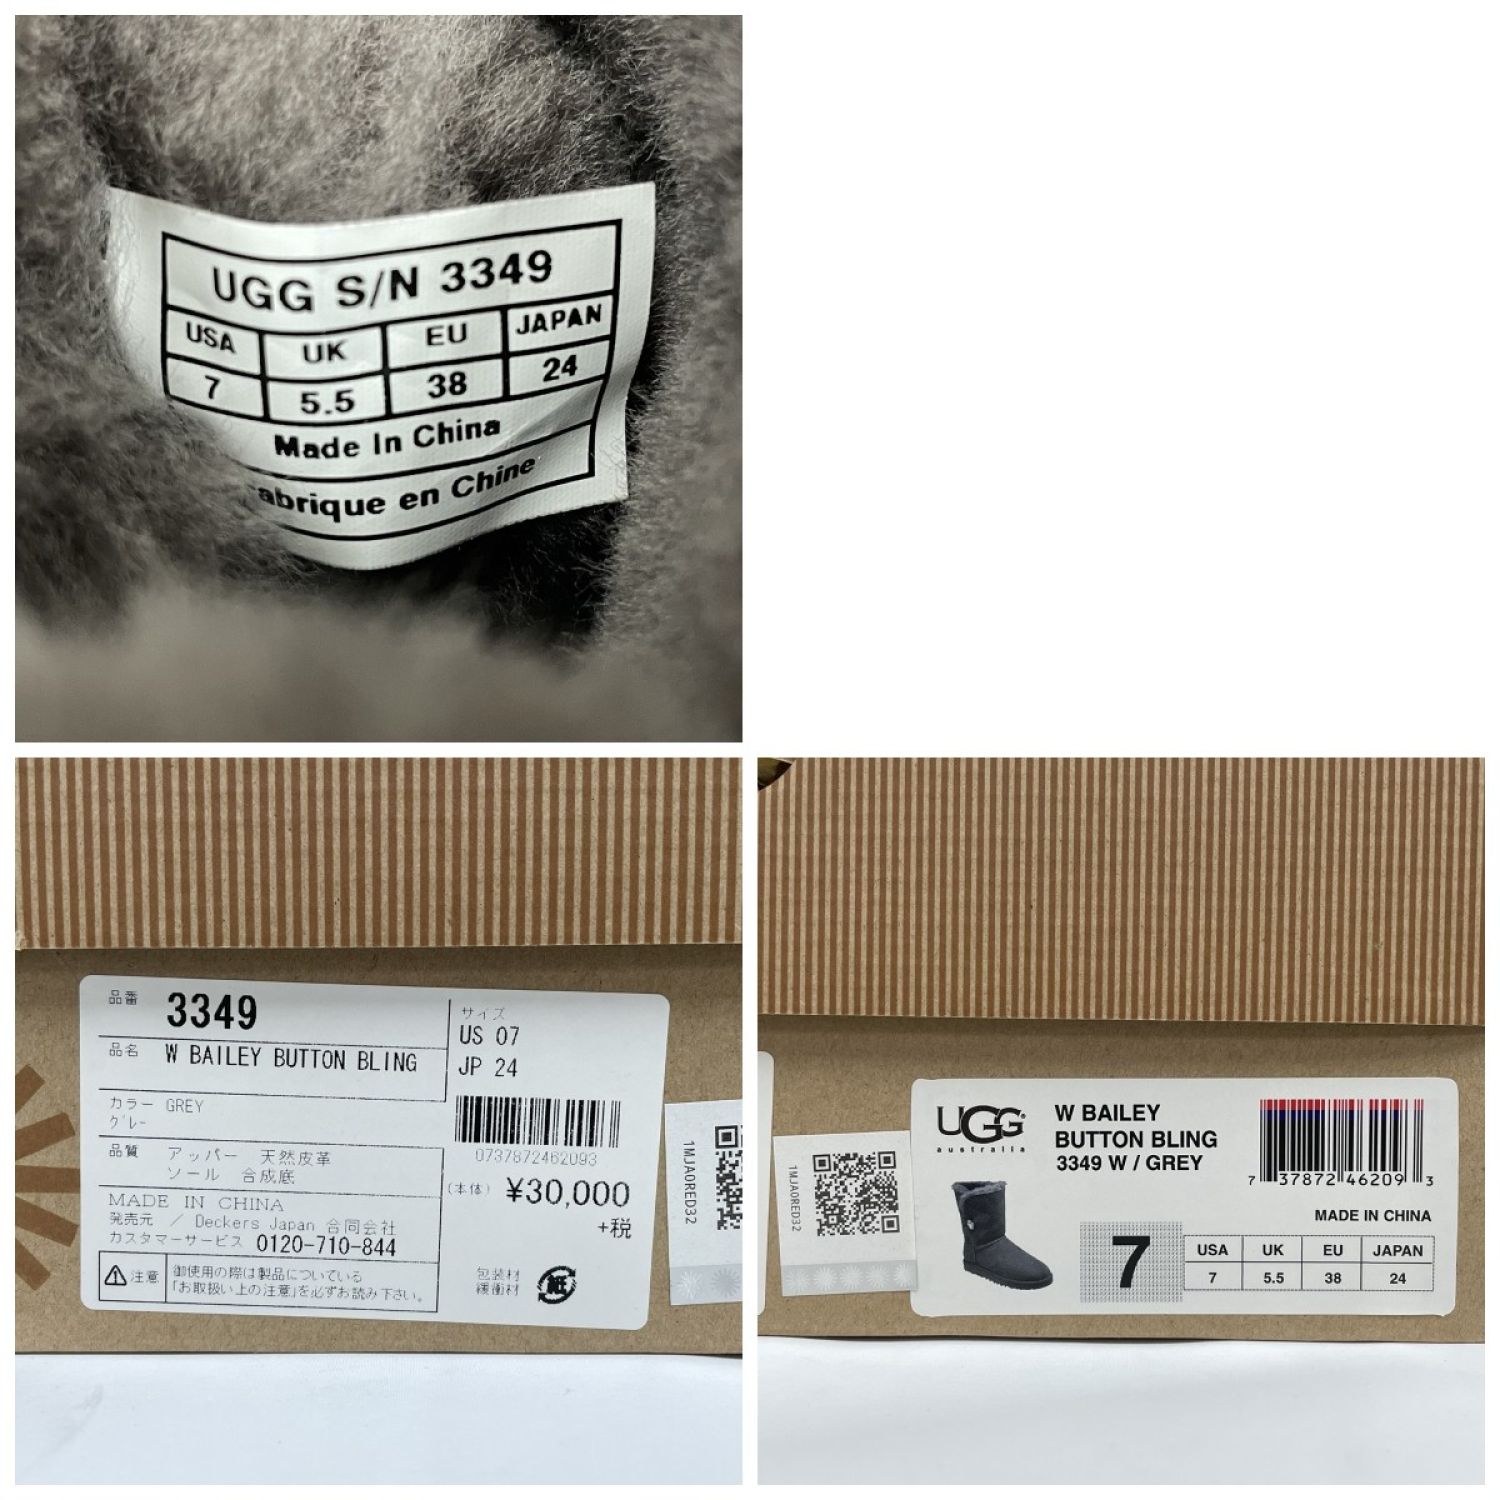 UGG S/N 3349
USA UK EU JAPAN
7 5.5 38 24
Made In China
abrique en Chine
品番 3349
品名 W BAILEY BUTTON BLING
カラー GREY
グレー
品質 アッパー 天然皮革
ソール 合成底
MADE IN CHINA
発売元 / Deckers Japan 合同会社
カスタマーサービス 0120-710-844
注意 御使用の際は製品についている
「お取扱い上の注意」を必ずお読み下さい。
サイズ
US 07
JP 24
0737872462093
(本体) ¥30,000
+税
包装材
緩衝材
紙
1MJA0RED32
1MJA0RED32
UGG®
australia
W BAILEY
BUTTON BLING
3349 W / GREY
7 37872 46209 3
MADE IN CHINA
7
USA UK EU JAPAN
7 5.5 38 24